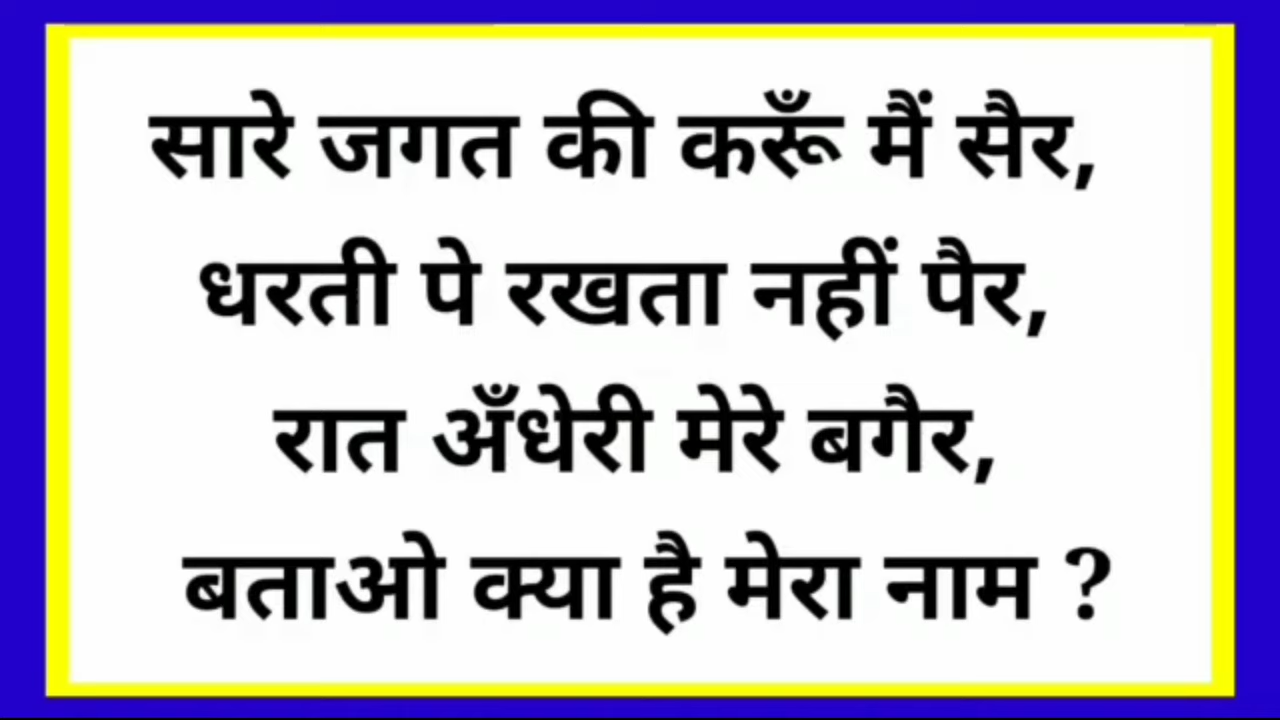 सारे जगत की करूँ मैं सैर,
धरती पे रखता नहीं पैर,
रात अँधेरी मेरे बगैर,
बताओ क्या है मेरा नाम ?